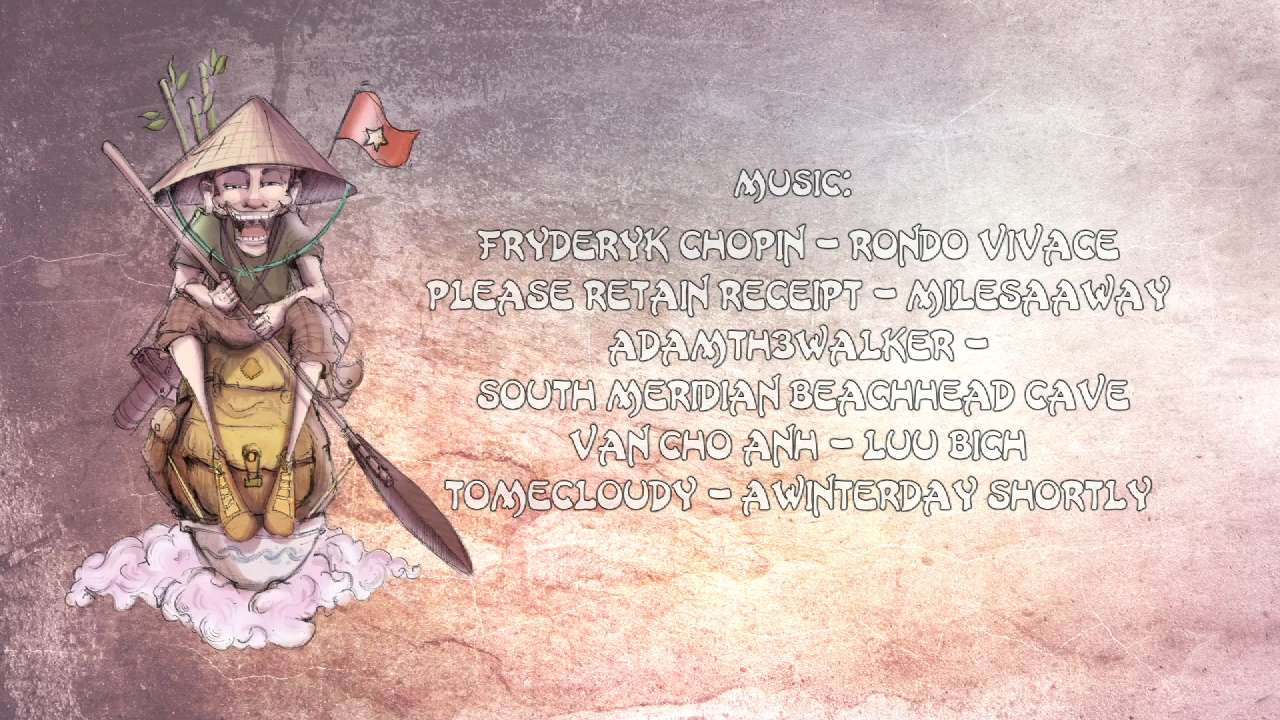 MUSIC:
FRYDERYK CHOPIN - RONDO VIVACE
PLEASE RETAIN RECEIPT - MILESAAWAY
ADAMTH3WALKER -
SOUTH MERIDIAN BEACHHEAD CAVE
VAN CHO ANH - LUU BICH
TOMECLOUDY - AWINTERDAY SHORTLY